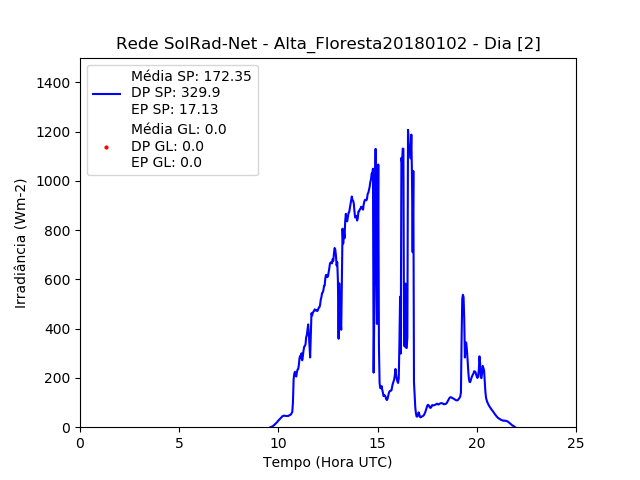 Rede SolRad-Net - Alta_Floresta20180102 - Dia [2]
Média SP: 172.35
DP SP: 329.9
EP SP: 17.13
Média GL: 0.0
DP GL: 0.0
EP GL: 0.0
Irradiância (Wm-2)
1400
1200
1000
800
600
400
200
0
0 5 10 15 20 25
Tempo (Hora UTC)